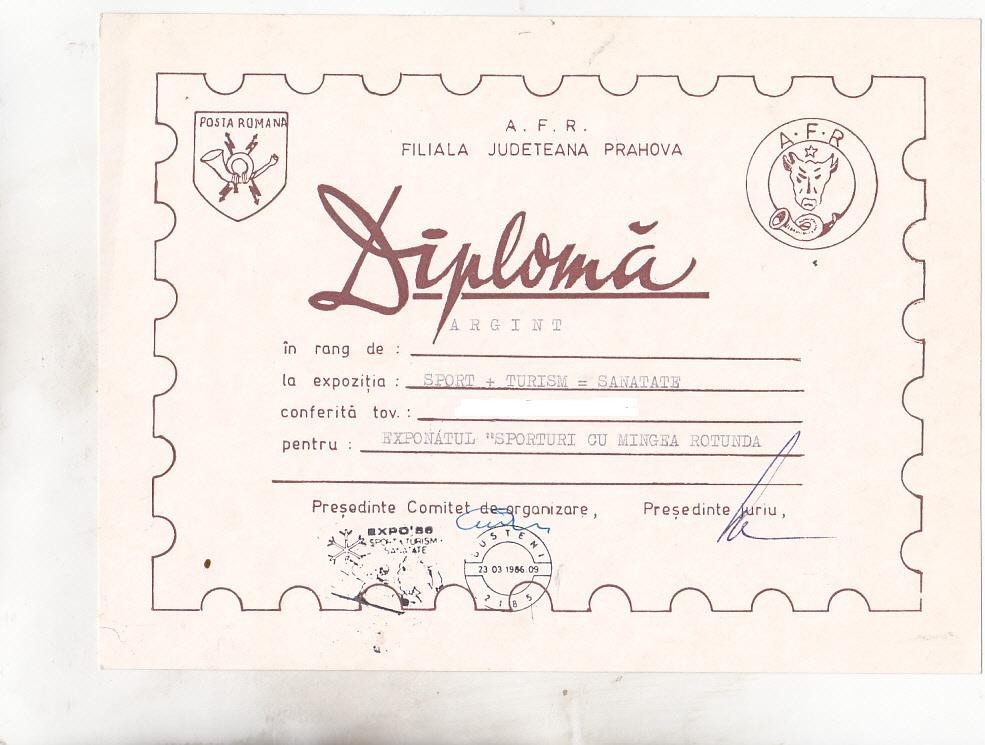 POSTA ROMANA
A. F. R.
FILIALA JUDETEANA PRAHOVA
A·F·R
Diplomă
ARGINT
în rang de :
la expoziția : SPORT + TURISM = SANATATE
conferită tov. :
pentru : EXPONATUL "SPORTURI CU MINGEA ROTUNDA
Președinte Comitet de organizare, Președinte juriu,
EXPO'86
SPORT+TURISM=
SANATATE
BUSTENI
23 03 1986.09
2185